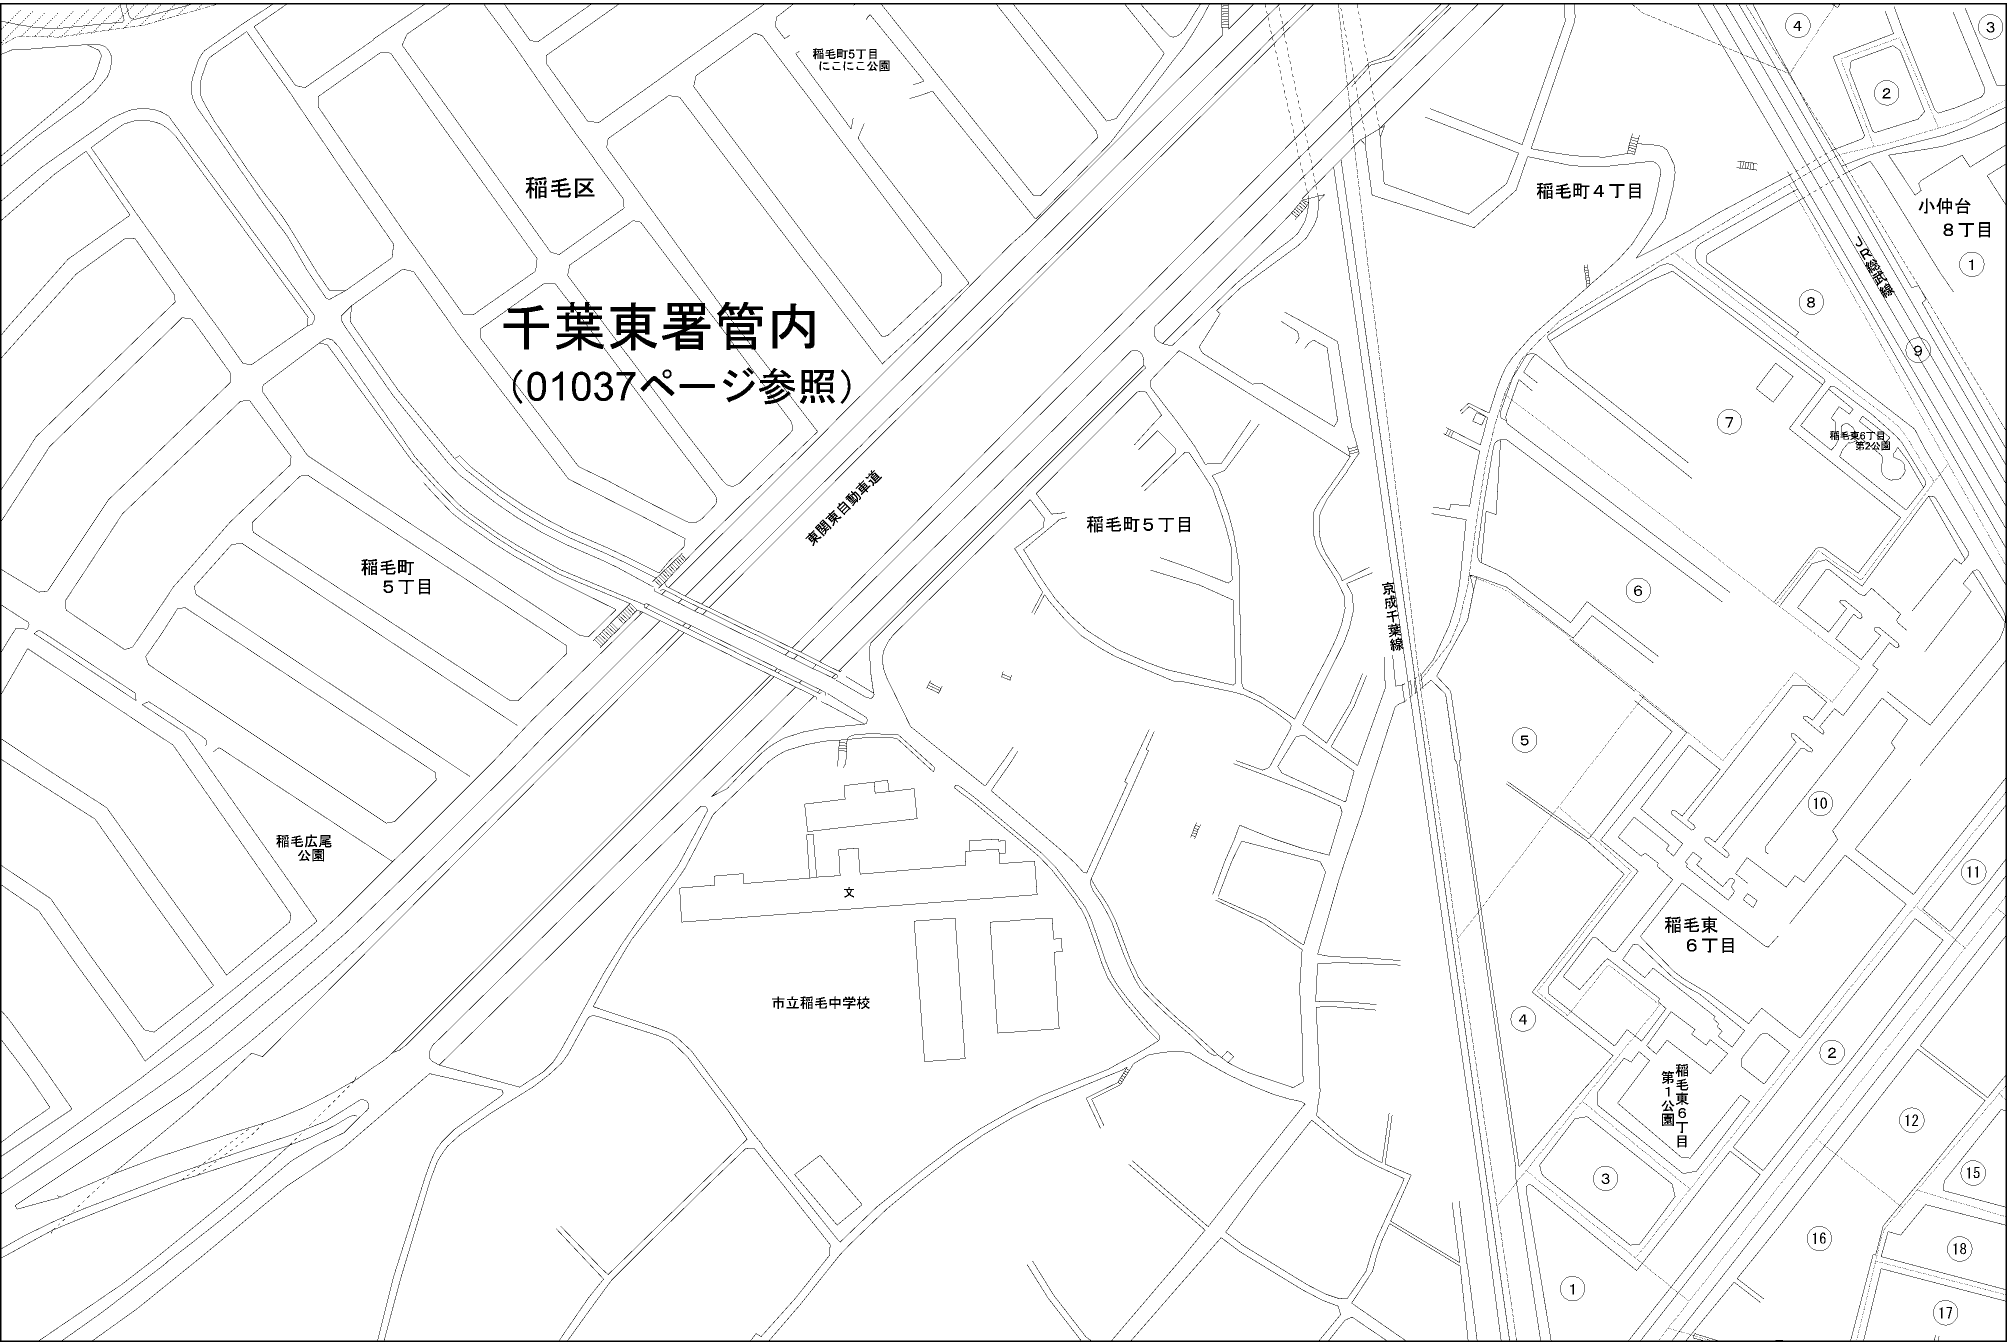 稲毛町5丁目
にこにこ公園
4
3
2
稲毛区
稲毛町４丁目
小仲台
８丁目
1
JR総武線
8
9
千葉東署管内
（01037ページ参照）
7
稲毛東6丁目
第2公園
東関東自動車道
稲毛町５丁目
稲毛町
５丁目
京成千葉線
6
5
10
稲毛広尾
公園
11
文
稲毛東
６丁目
市立稲毛中学校
4
2
稲毛東６丁目
第１公園
12
3
15
16
18
1
17